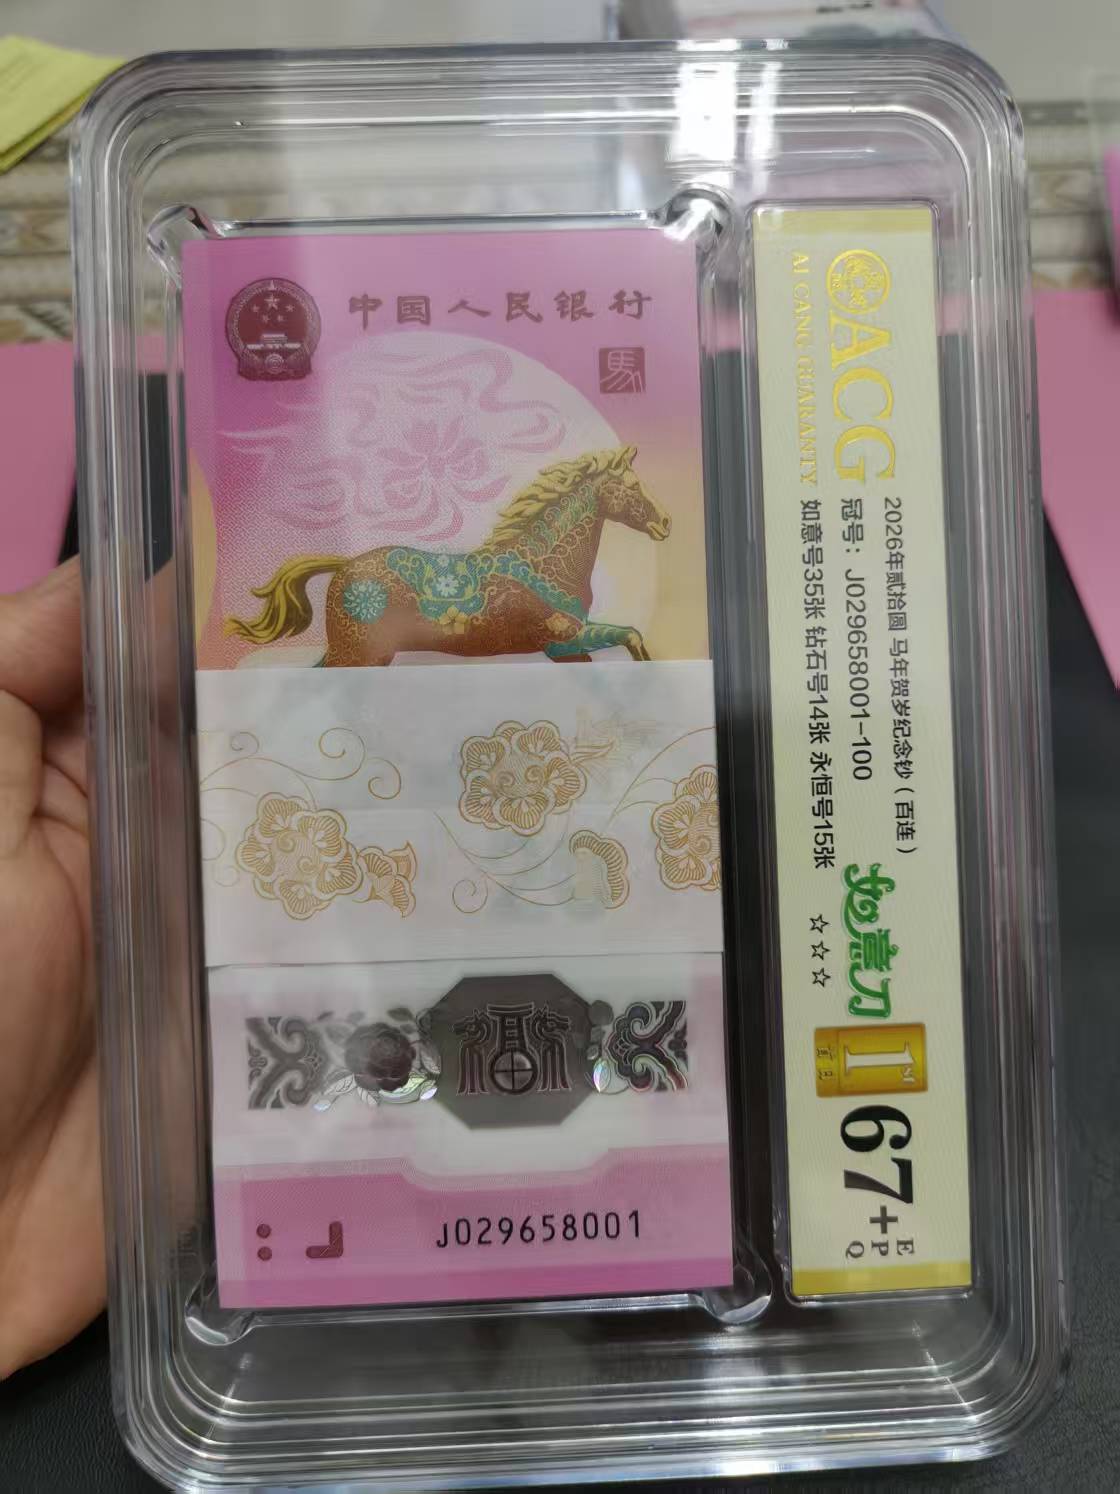 中国人民银行
馬
J029658001
ACG
AI CANG GUARANTY
2026年贰拾圆 马年贺岁纪念钞（百连）
冠号：J029658001-100
如意号35张 钻石号14张 永恒号15张
☆☆☆
如意刀
1ST
67+
EPQ